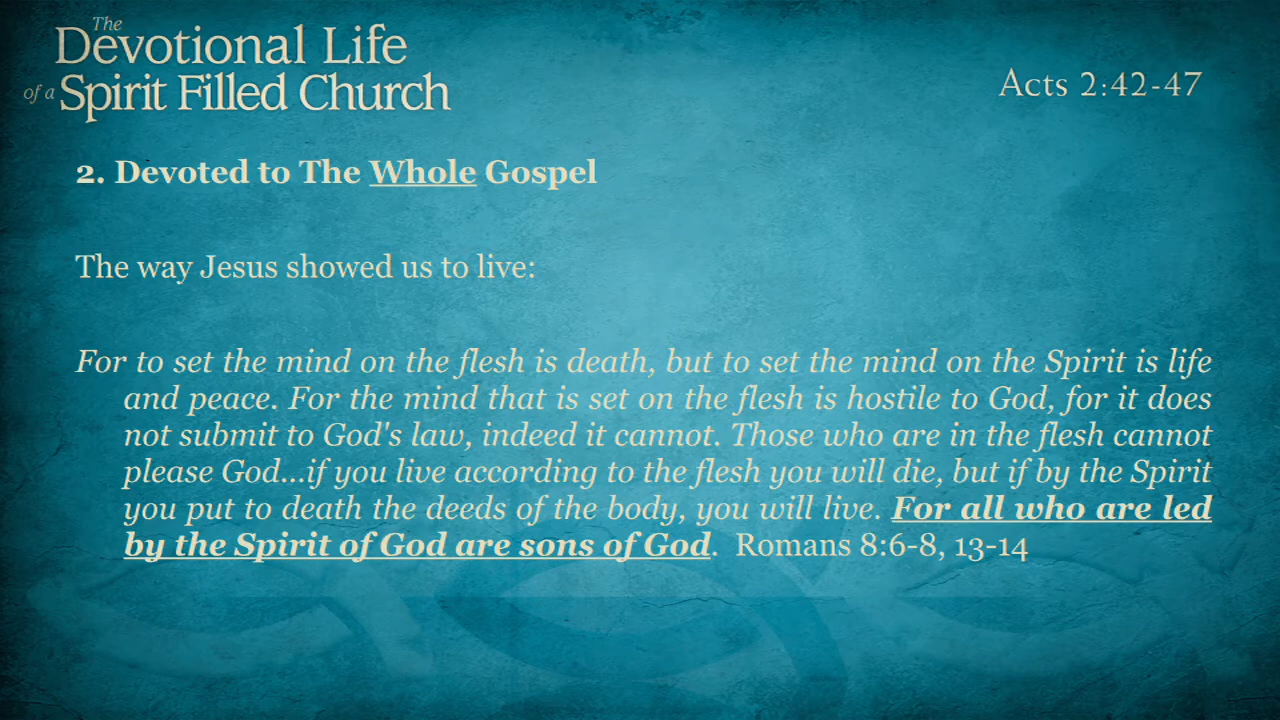 The
Devotional Life
of a Spirit Filled Church
Acts 2:42-47
2. Devoted to The Whole Gospel
The way Jesus showed us to live:
For to set the mind on the flesh is death, but to set the mind on the Spirit is life
and peace. For the mind that is set on the flesh is hostile to God, for it does
not submit to God's law, indeed it cannot. Those who are in the flesh cannot
please God...if you live according to the flesh you will die, but if by the Spirit
you put to death the deeds of the body, you will live. For all who are led
by the Spirit of God are sons of God.  Romans 8:6-8, 13-14